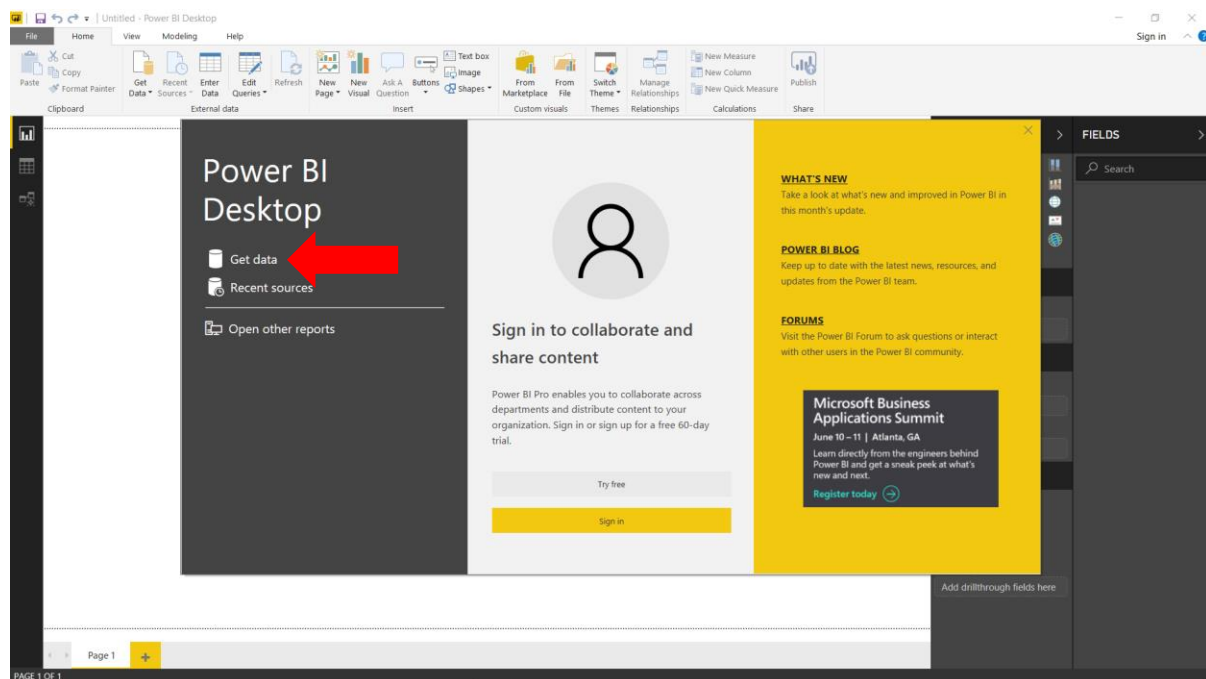 Untitled - Power BI Desktop
File Home View Modeling Help Sign in
Paste
Cut
Copy
Format Painter
Clipboard
Get Data
Recent Sources
Enter Data
Edit Queries
Refresh
External data
New Page
New Visual
Ask A Question
Buttons
Text box
Image
Shapes
Insert
From Marketplace
From File
Custom visuals
Switch Theme
Themes
Manage Relationships
Relationships
New Measure
New Column
New Quick Measure
Calculations
Publish
Share
Power BI
Desktop
Get data
Recent sources
Open other reports
Sign in to collaborate and
share content
Power BI Pro enables you to collaborate across
departments and distribute content to your
organization. Sign in or sign up for a free 60-day
trial.
Try free
Sign in
WHAT'S NEW
Take a look at what's new and improved in Power BI in
this month's update.
POWER BI BLOG
Keep up to date with the latest news, resources, and
updates from the Power BI team.
FORUMS
Visit the Power BI Forum to ask questions or interact
with other users in the Power BI community.
Microsoft Business
Applications Summit
June 10 – 11 | Atlanta, GA
Learn directly from the engineers behind
Power BI and get a sneak peek at what's
new and next.
Register today
FIELDS
Search
Add drillthrough fields here
Page 1
PAGE 1 OF 1